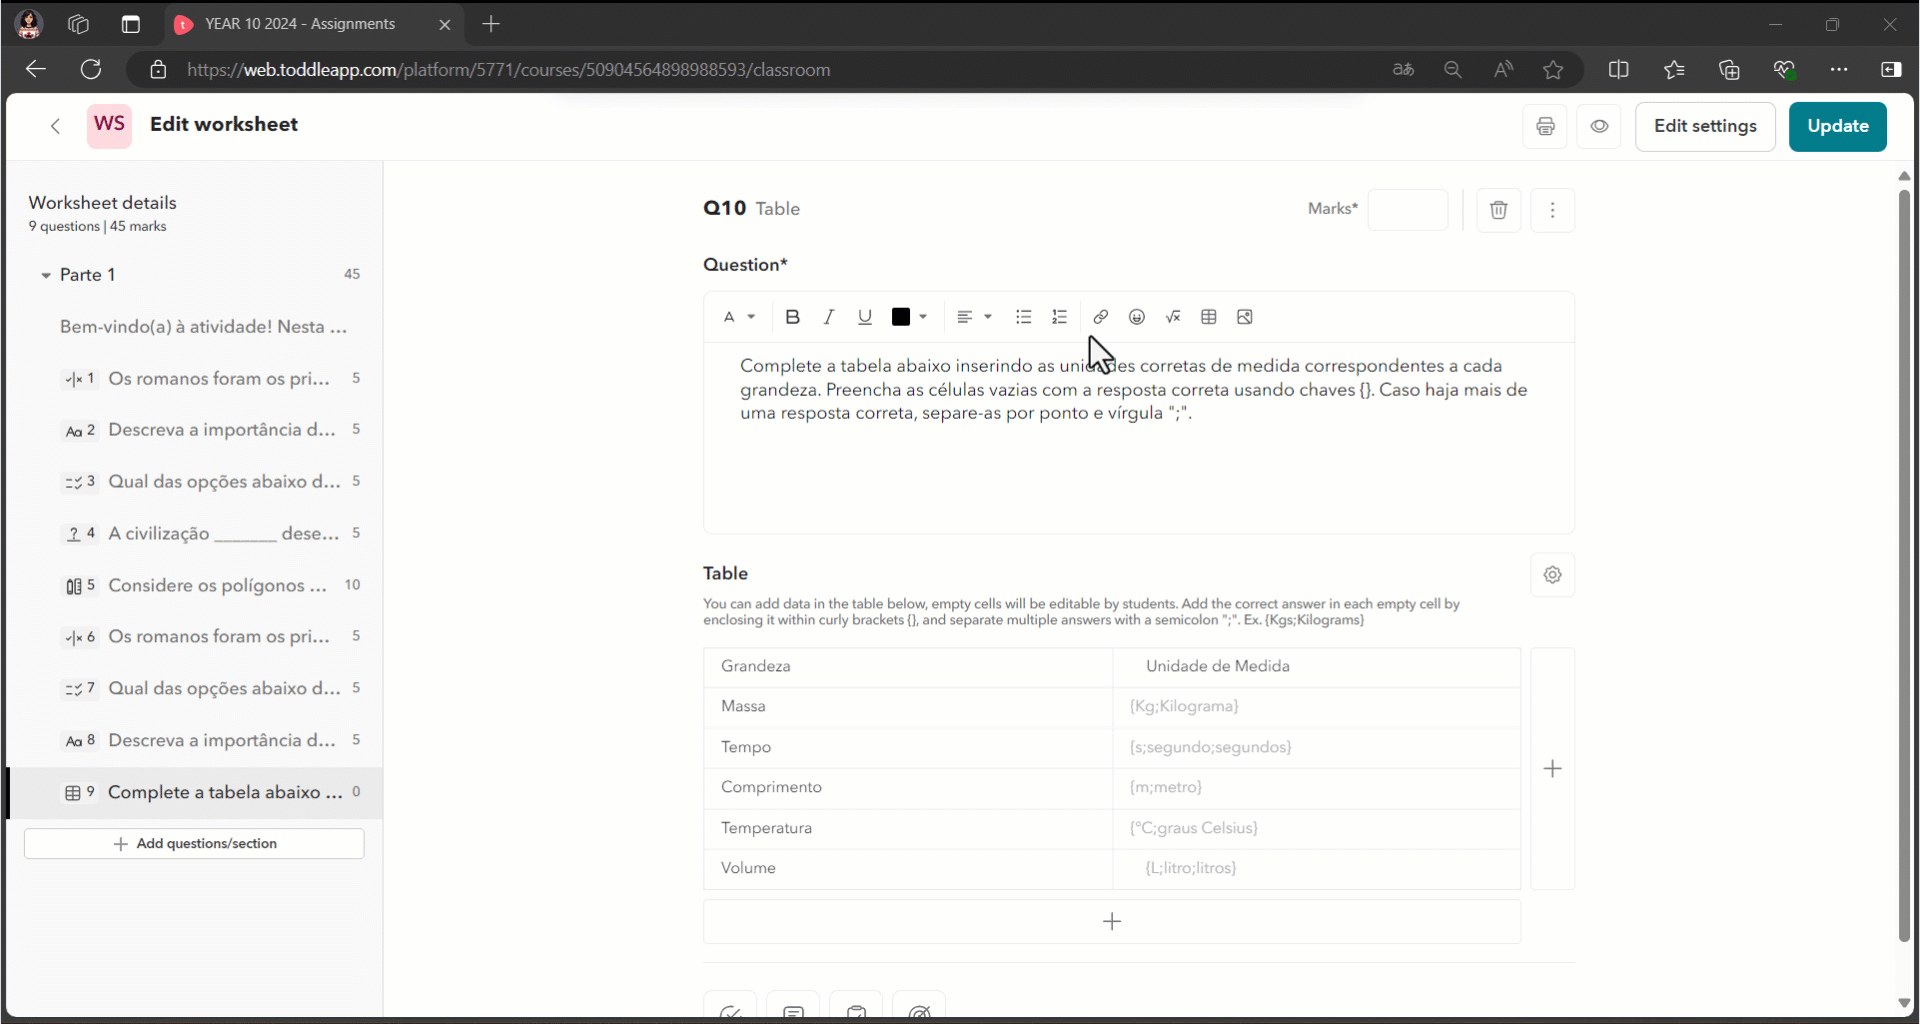 YEAR 10 2024 - Assignments
https://web.toddleapp.com/platform/5771/courses/50904564898988593/classroom
WS
Edit worksheet
Edit settings
Update
Worksheet details
9 questions | 45 marks
Parte 1 45
Bem-vindo(a) à atividade! Nesta ...
1 Os romanos foram os pri... 5
Aa 2 Descreva a importância d... 5
3 Qual das opções abaixo d... 5
? 4 A civilização _______ dese... 5
5 Considere os polígonos ... 10
6 Os romanos foram os pri... 5
7 Qual das opções abaixo d... 5
Aa 8 Descreva a importância d... 5
9 Complete a tabela abaixo ... 0
Add questions/section
Q10 Table
Marks*
Question*
A B I U
Complete a tabela abaixo inserindo as unidades corretas de medida correspondentes a cada
grandeza. Preencha as células vazias com a resposta correta usando chaves {}. Caso haja mais de
uma resposta correta, separe-as por ponto e vírgula ";".
Table
You can add data in the table below, empty cells will be editable by students. Add the correct answer in each empty cell by
enclosing it within curly brackets {}, and separate multiple answers with a semicolon ";". Ex. {Kgs;Kilograms}
Grandeza Unidade de Medida
Massa {Kg;Kilograma}
Tempo {s;segundo;segundos}
Comprimento {m;metro}
Temperatura {°C;graus Celsius}
Volume {L;litro;litros}